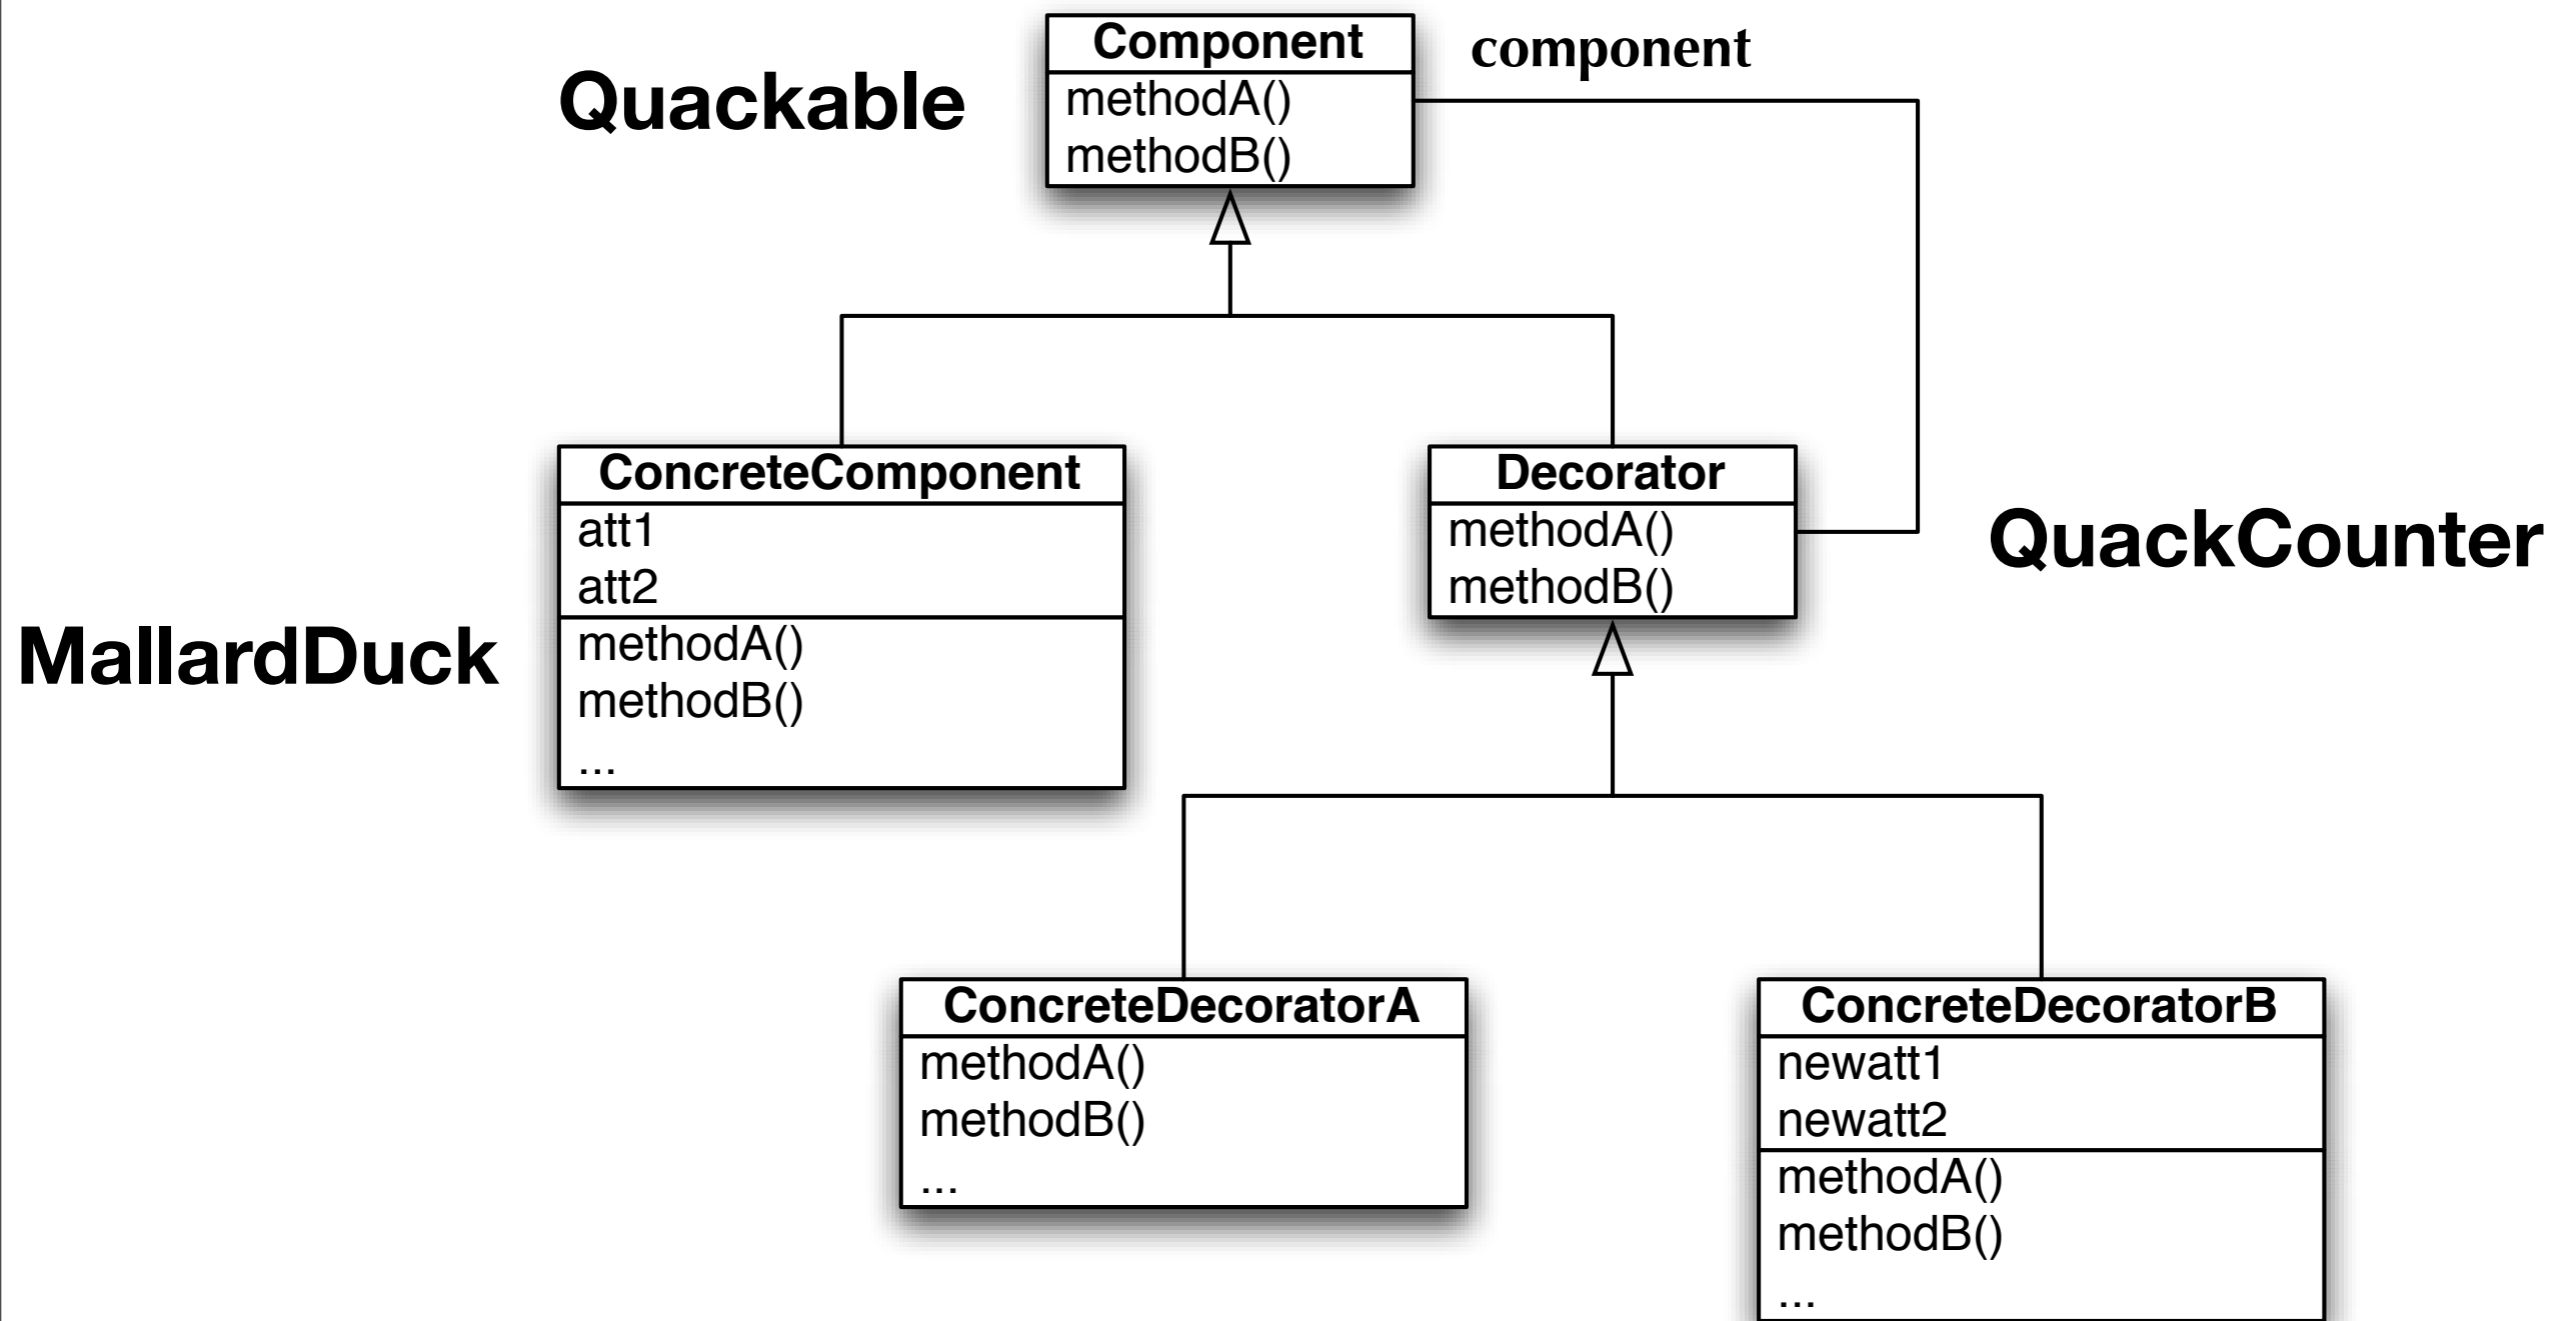 Component
component
Quackable
methodA()
methodB()
ConcreteComponent
att1
att2
methodA()
methodB()
...
MallardDuck
Decorator
methodA()
methodB()
QuackCounter
ConcreteDecoratorA
methodA()
methodB()
...
ConcreteDecoratorB
newatt1
newatt2
methodA()
methodB()
...